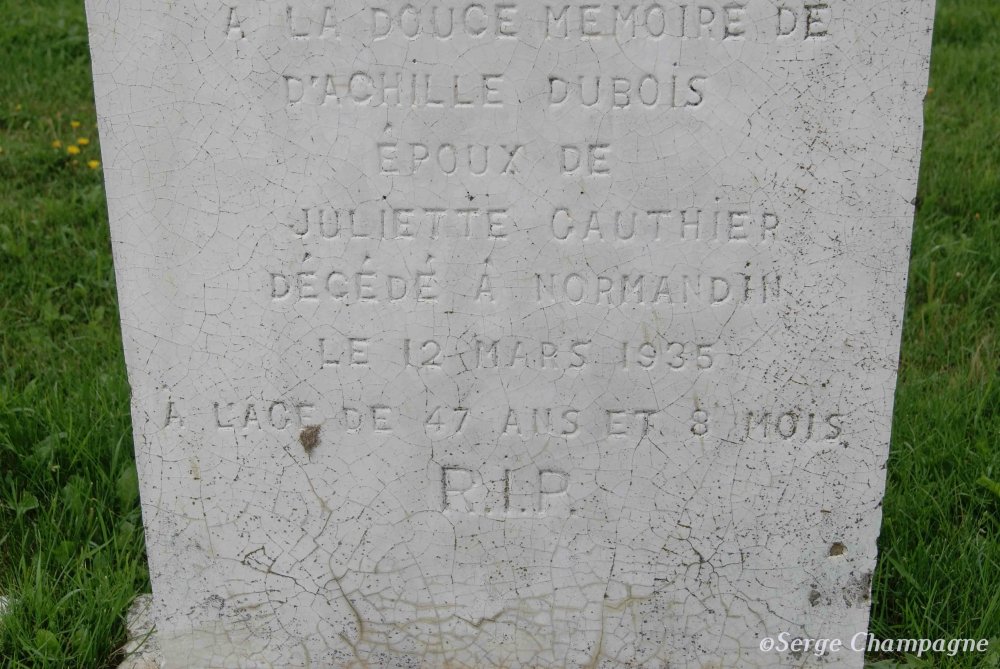 A LA DOUCE MEMOIRE DE
D'ACHILLE DUBOIS
ÉPOUX DE
JULIETTE GAUTHIER
DÉCÉDÉ Á NORMANDIN
LE 12 MARS 1935
A L'AGE DE 47 ANS ET 8 MOIS
R.I.P.
©Serge Champagne